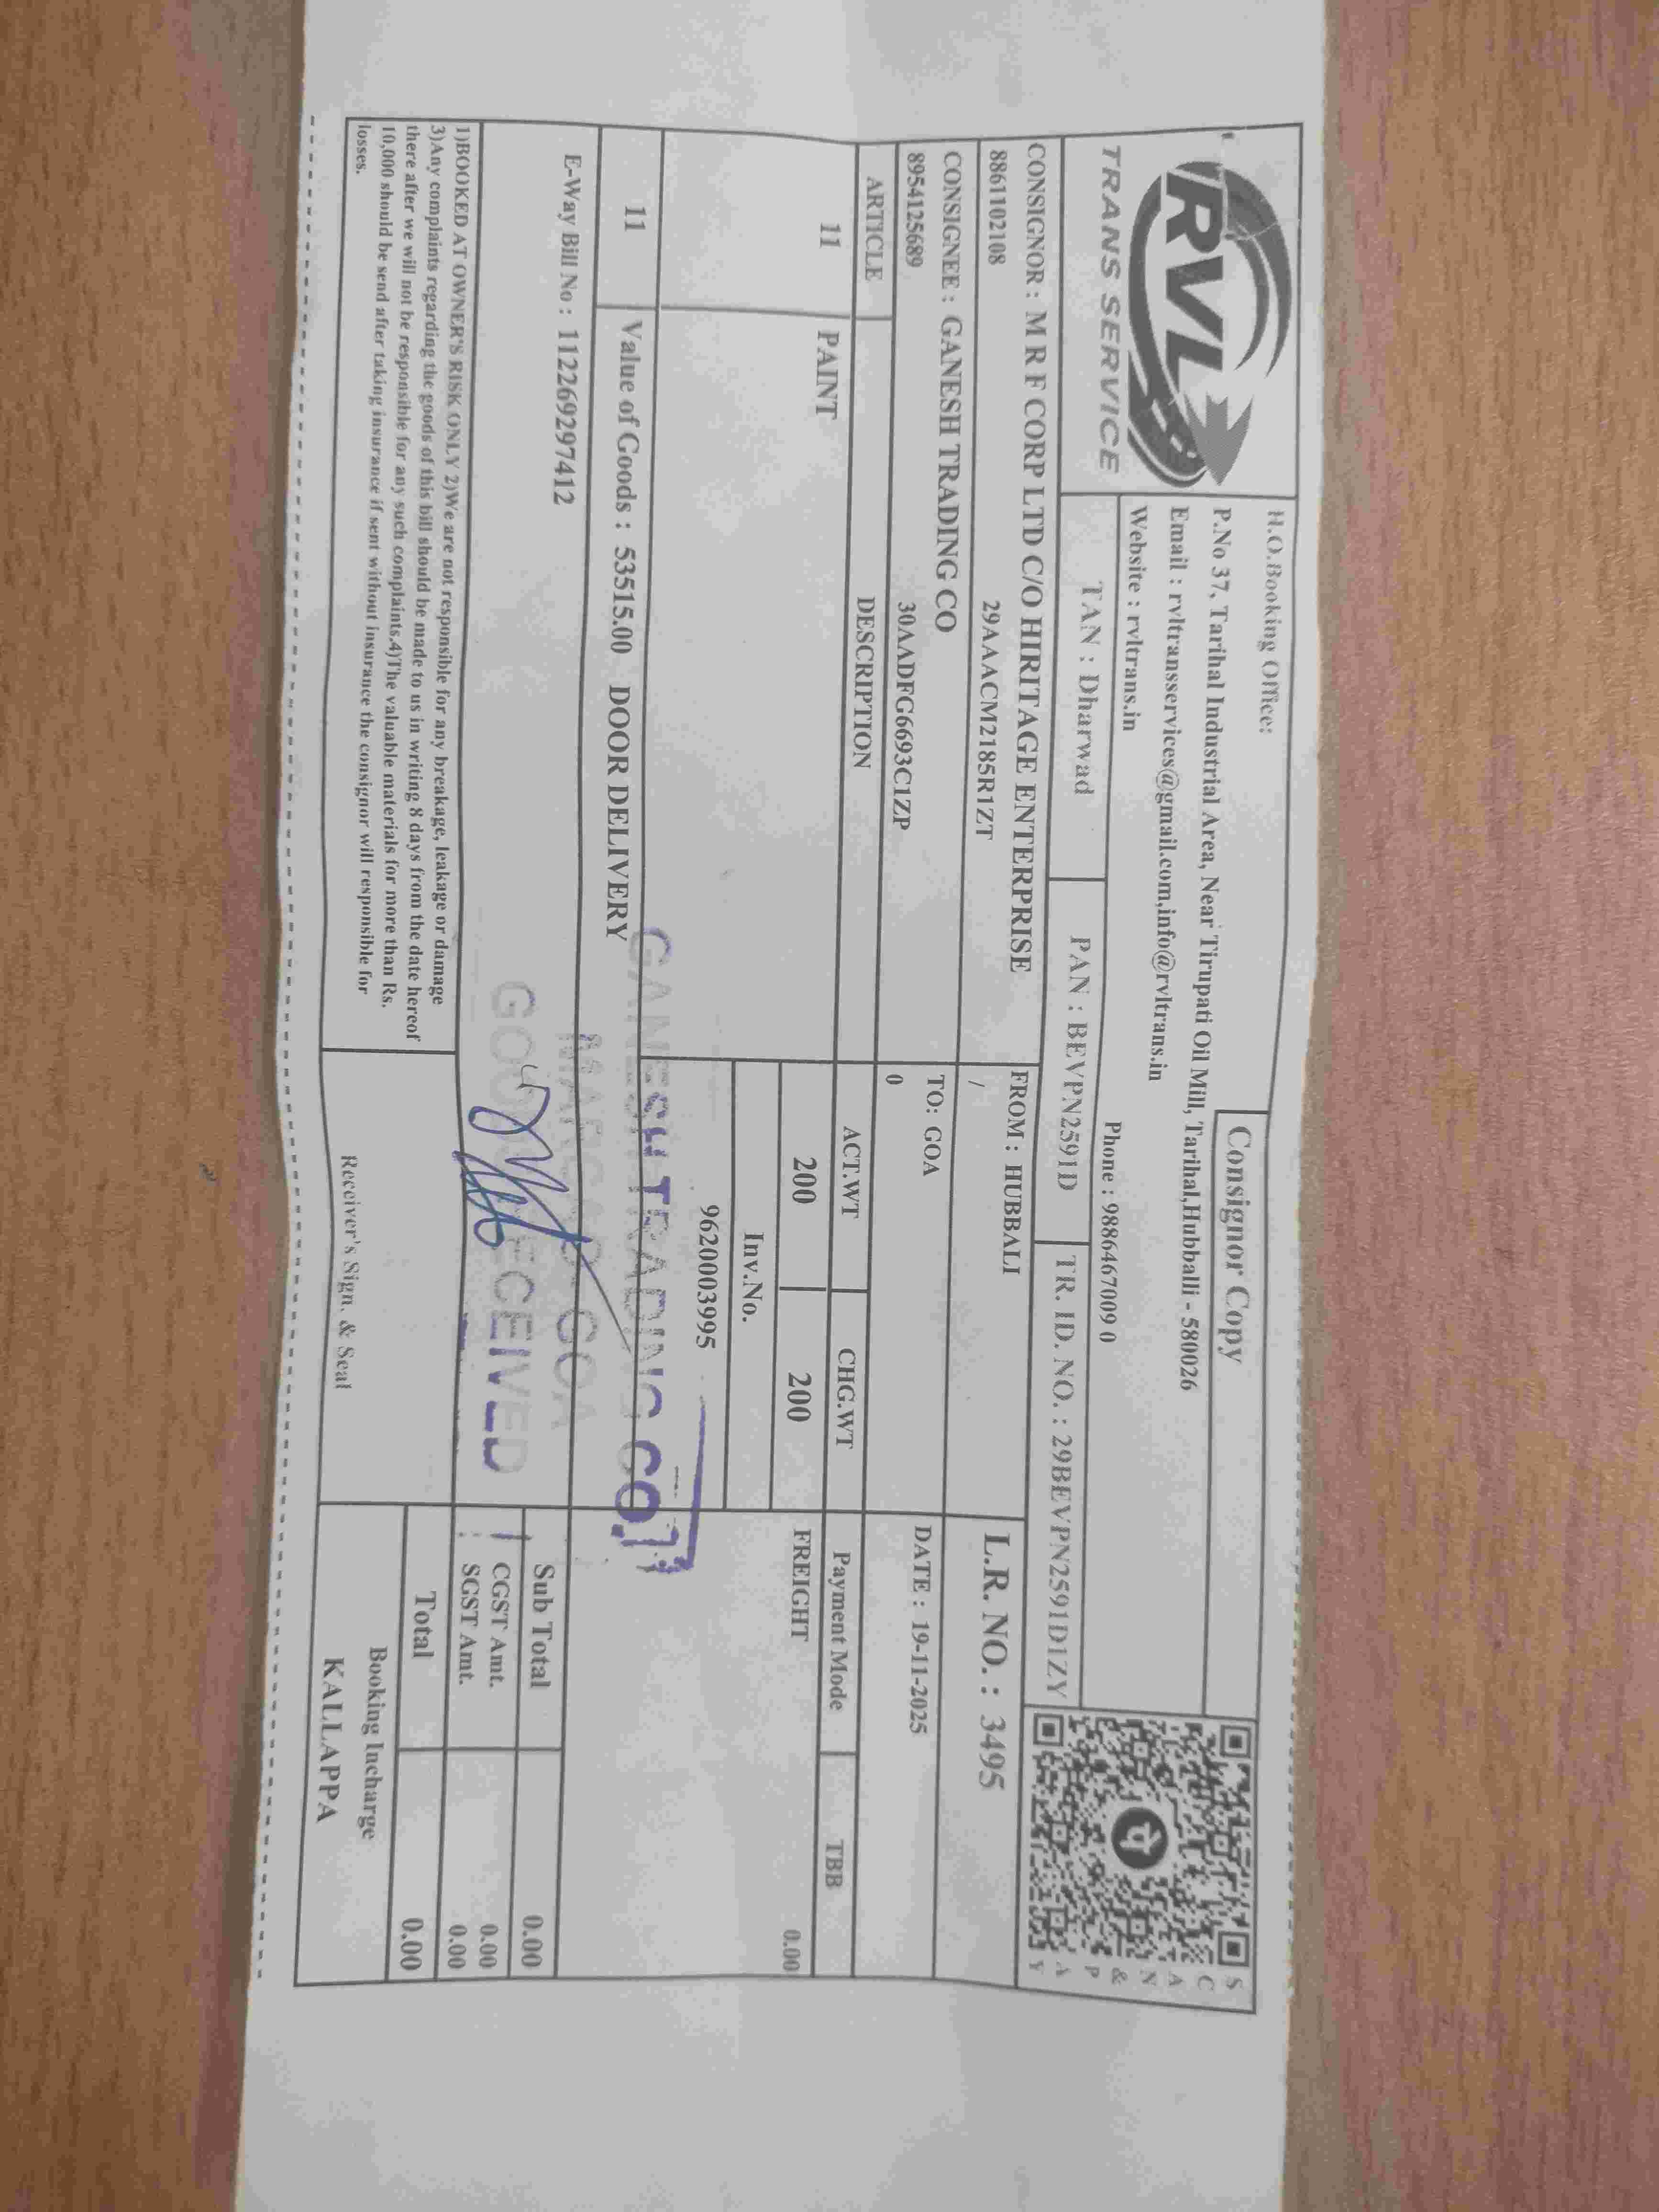 RVL
TRANS SERVICE
H.O.Booking Office:
Consignor Copy
P.No 37, Tarihal Industrial Area, Near Tirupati Oil Mill, Tarihal,Hubballi - 580026
Email : rvltransservices@gmail.com,info@rvltrans.in
Website : rvltrans.in
Phone : 9886467009 0
SCAN & PAY
TAN : Dharwad
PAN : BEVPN2591D
TR. ID. NO. : 29BEVPN2591D1ZY
CONSIGNOR : M R F CORP LTD C/O HIRITAGE ENTERPRISE
8861102108 29AAACM2185R1ZT
FROM : HUBBALI
/
L.R. NO. : 3495
CONSIGNEE : GANESH TRADING CO
8954125689 30AADFG6693C1ZP
TO: GOA
0
DATE : 19-11-2025
ARTICLE DESCRIPTION ACT.WT CHG.WT Payment Mode TBB
11 PAINT 200 200 FREIGHT 0.00
Inv.No.
9620003995
11 Value of Goods : 53515.00 DOOR DELIVERY
GANESH TRADING CO.
E-Way Bill No : 112269297412
GOA
RECEIVED
Sub Total 0.00
CGST Amt. 0.00
SGST Amt. 0.00
Total 0.00
1)BOOKED AT OWNER'S RISK ONLY 2)We are not responsible for any breakage, leakage or damage
3)Any complaints regarding the goods of this bill should be made to us in writing 8 days from the date hereof
there after we will not be responsible for any such complaints.4)The valuable materials for more than Rs.
10,000 should be send after taking insurance if sent without insurance the consignor will responsible for
losses.
Receiver's Sign. & Seal
Booking Incharge
KALLAPPA